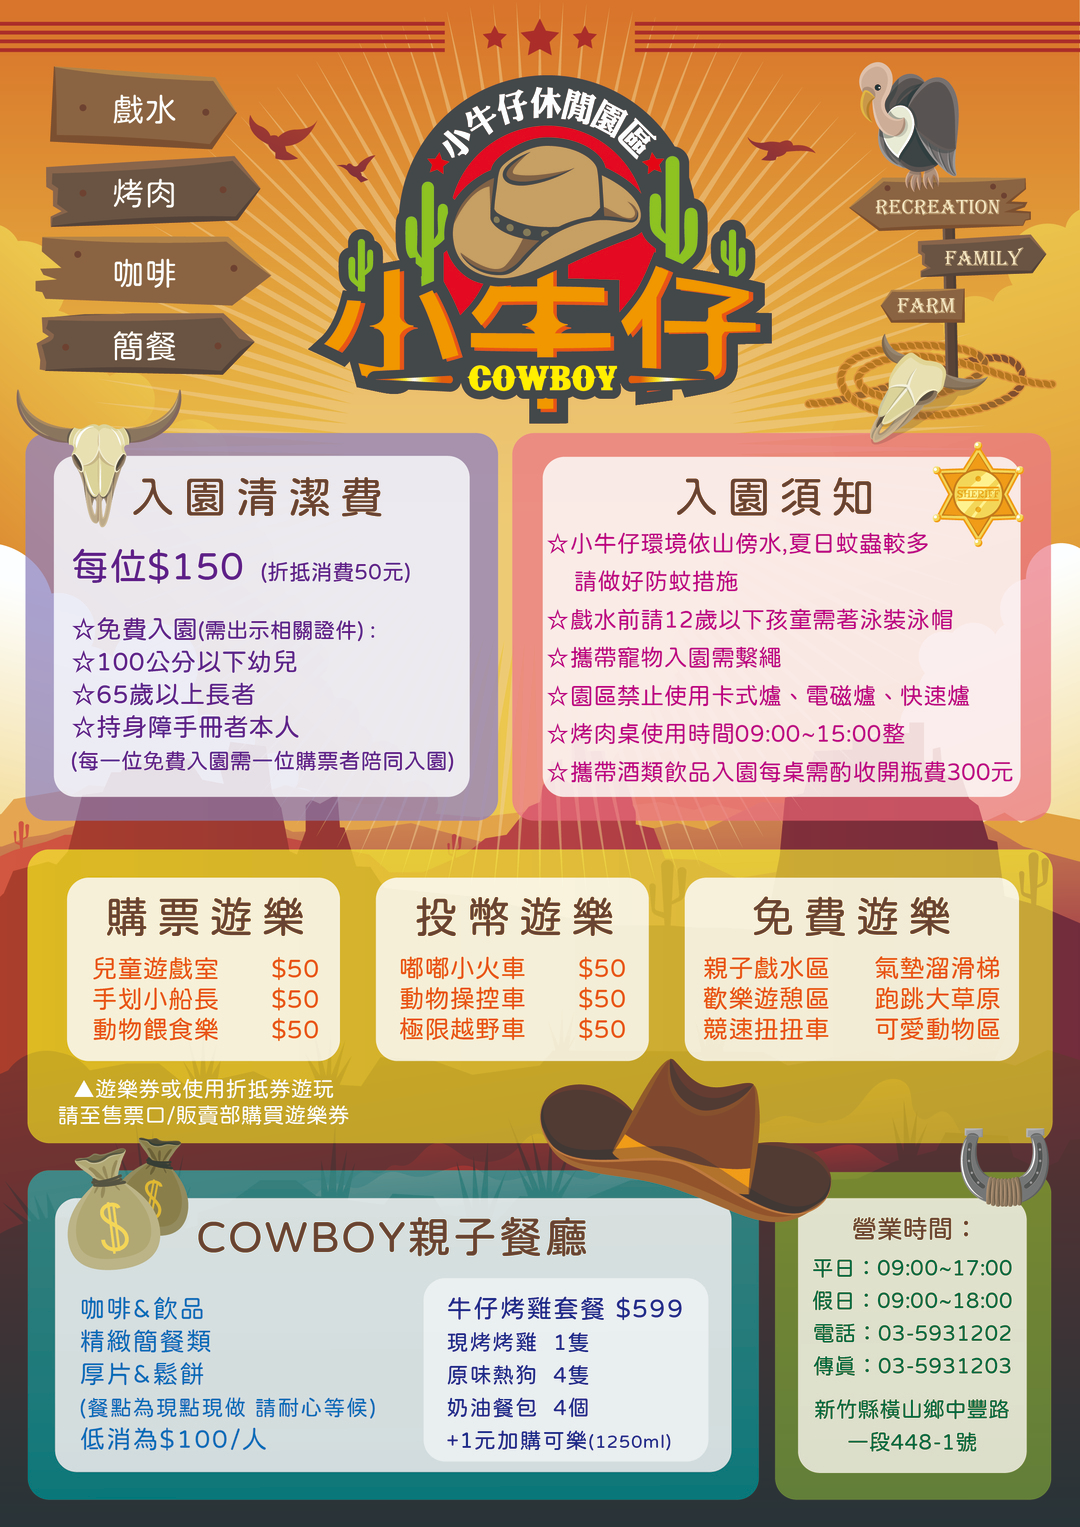 小牛仔休閒園區
小牛仔
COWBOY
戲水
烤肉
咖啡
簡餐
RECREATION
FAMILY
FARM
入園清潔費
每位$150 (折抵消費50元)
☆免費入園(需出示相關證件) :
☆100公分以下幼兒
☆65歲以上長者
☆持身障手冊者本人
(每一位免費入園需一位購票者陪同入園)
入園須知
SHERIFF
☆小牛仔環境依山傍水,夏日蚊蟲較多
請做好防蚊措施
☆戲水前請12歲以下孩童需著泳裝泳帽
☆攜帶寵物入園需繫繩
☆園區禁止使用卡式爐、電磁爐、快速爐
☆烤肉桌使用時間09:00~15:00整
☆攜帶酒類飲品入園每桌需酌收開瓶費300元
購票遊樂
兒童遊戲室 $50
手划小船長 $50
動物餵食樂 $50
投幣遊樂
嘟嘟小火車 $50
動物操控車 $50
極限越野車 $50
免費遊樂
親子戲水區 氣墊溜滑梯
歡樂遊憩區 跑跳大草原
競速扭扭車 可愛動物區
▲遊樂券或使用折抵券遊玩
請至售票口/販賣部購買遊樂券
COWBOY親子餐廳
咖啡&飲品
精緻簡餐類
厚片&鬆餅
(餐點為現點現做 請耐心等候)
低消為$100/人
牛仔烤雞套餐 $599
現烤烤雞 1隻
原味熱狗 4隻
奶油餐包 4個
+1元加購可樂(1250ml)
營業時間：
平日：09:00~17:00
假日：09:00~18:00
電話：03-5931202
傳真：03-5931203
新竹縣橫山鄉中豐路
一段448-1號